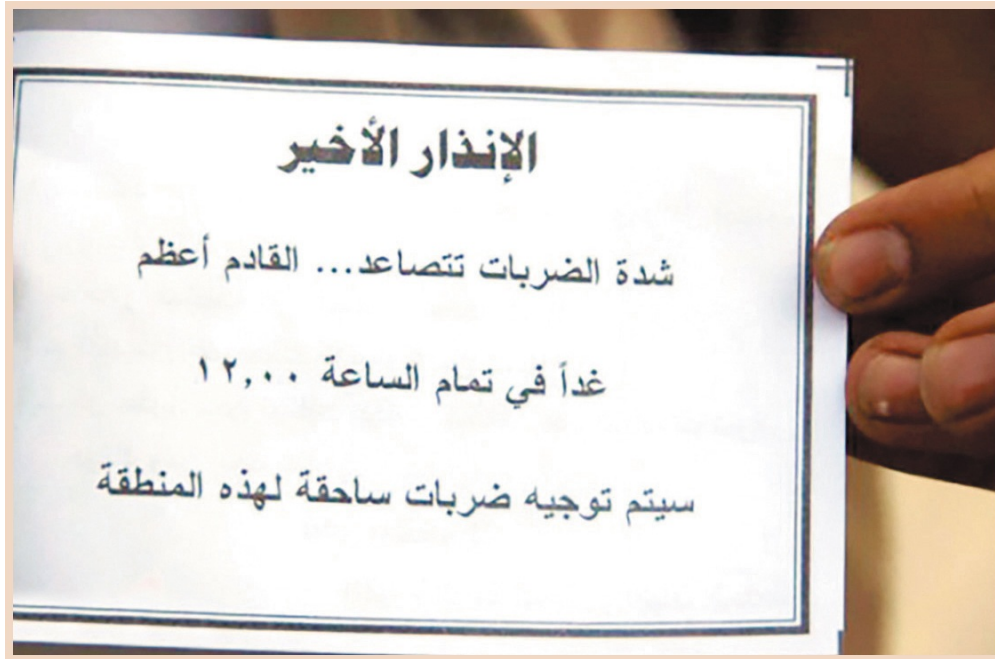 الإنذار الأخير
شدة الضربات تتصاعد... القادم أعظم
غداً في تمام الساعة ١٢,٠٠
سيتم توجيه ضربات ساحقة لهذه المنطقة